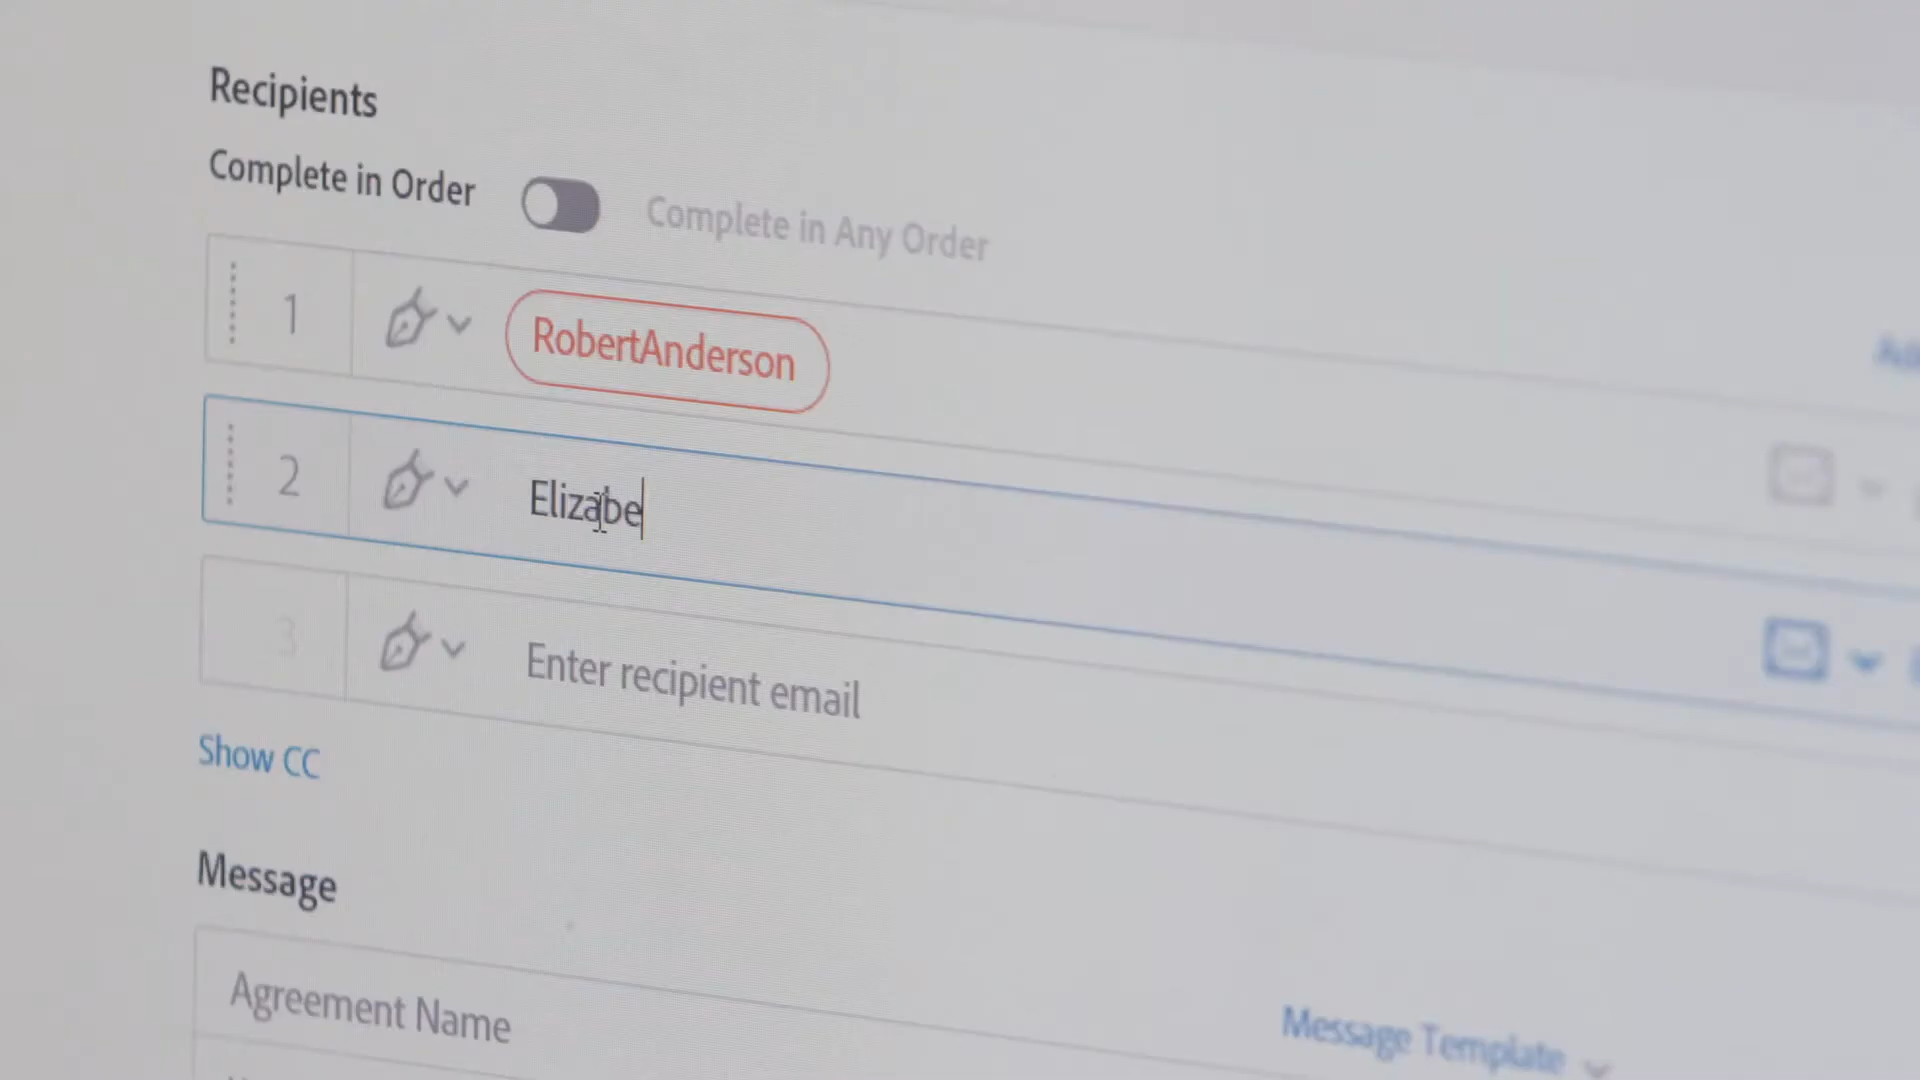 Recipients
Complete in Order Complete in Any Order
1 RobertAnderson
2 Elizabe
3 Enter recipient email
Show CC
Message
Agreement Name
Message Template